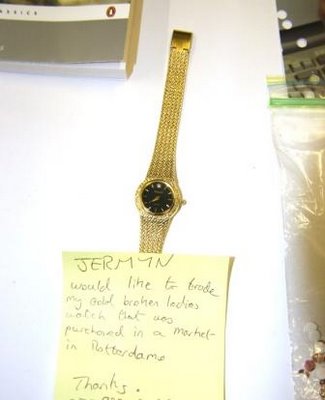 JERMYN
would like to trade
my gold broken ladies
watch that was
purchased in a market
in Rotterdam
Thanks.